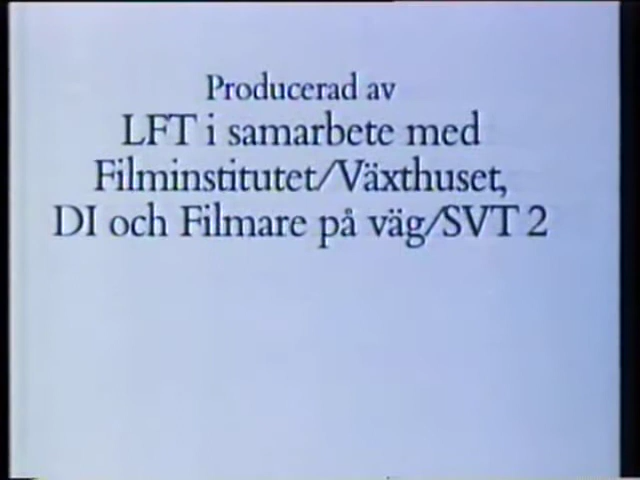 Producerad av
LFT i samarbete med
Filminstitutet/Växthuset,
DI och Filmare på väg/SVT 2